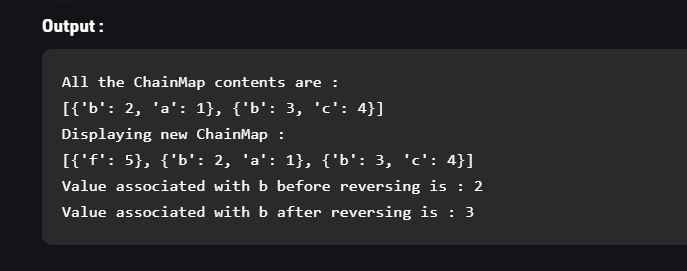 Output :
All the ChainMap contents are :
[{'b': 2, 'a': 1}, {'b': 3, 'c': 4}]
Displaying new ChainMap :
[{'f': 5}, {'b': 2, 'a': 1}, {'b': 3, 'c': 4}]
Value associated with b before reversing is : 2
Value associated with b after reversing is : 3